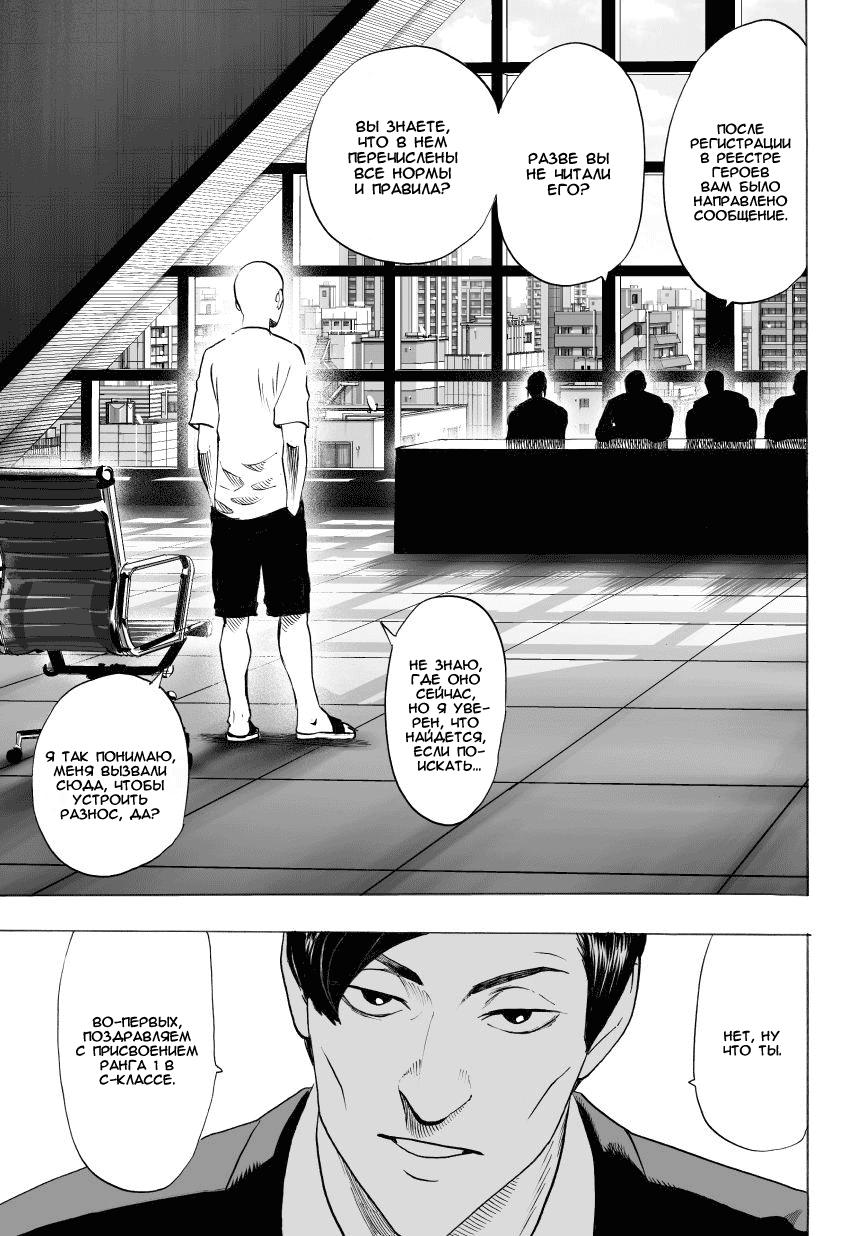 ПОСЛЕ
РЕГИСТРАЦИИ
В РЕЕСТРЕ
ГЕРОЕВ
ВАМ БЫЛО
НАПРАВЛЕНО
СООБЩЕНИЕ.
РАЗВЕ ВЫ
НЕ ЧИТАЛИ
ЕГО?
ВЫ ЗНАЕТЕ,
ЧТО В НЕМ
ПЕРЕЧИСЛЕНЫ
ВСЕ НОРМЫ
И ПРАВИЛА?
НЕ ЗНАЮ,
ГДЕ ОНО
СЕЙЧАС,
НО Я УВЕ-
РЕН, ЧТО
НАЙДЕТСЯ,
ЕСЛИ ПО-
ИСКАТЬ...
Я ТАК ПОНИМАЮ,
МЕНЯ ВЫЗВАЛИ
СЮДА, ЧТОБЫ
УСТРОИТЬ
РАЗНОС, ДА?
НЕТ, НУ
ЧТО ТЫ.
ВО-ПЕРВЫХ,
ПОЗДРАВЛЯЕМ
С ПРИСВОЕНИЕМ
РАНГА 1 В
С-КЛАССЕ.